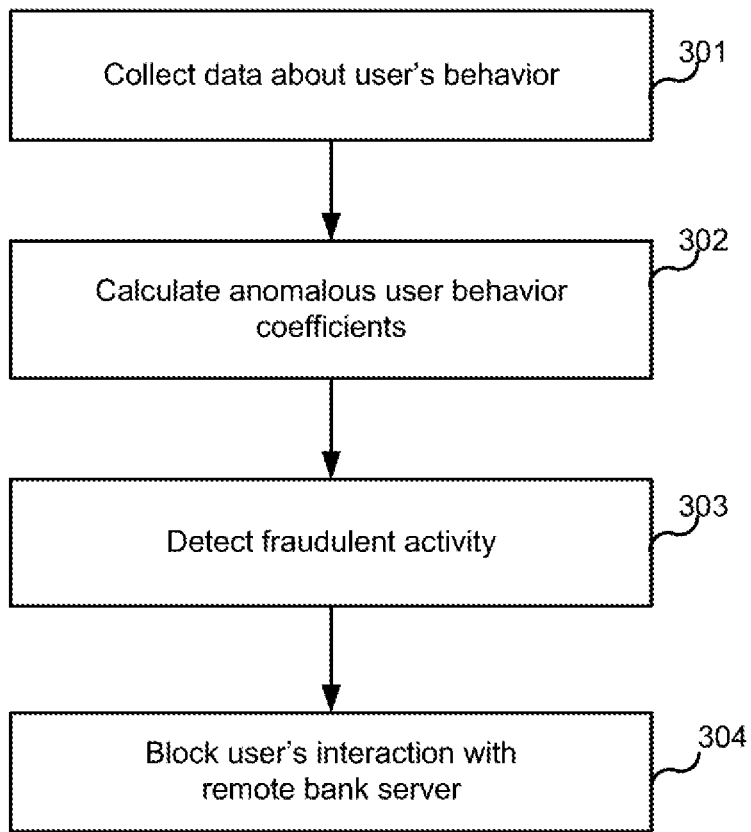 301
Collect data about user's behavior
302
Calculate anomalous user behavior
coefficients
303
Detect fraudulent activity
304
Block user's interaction with
remote bank server